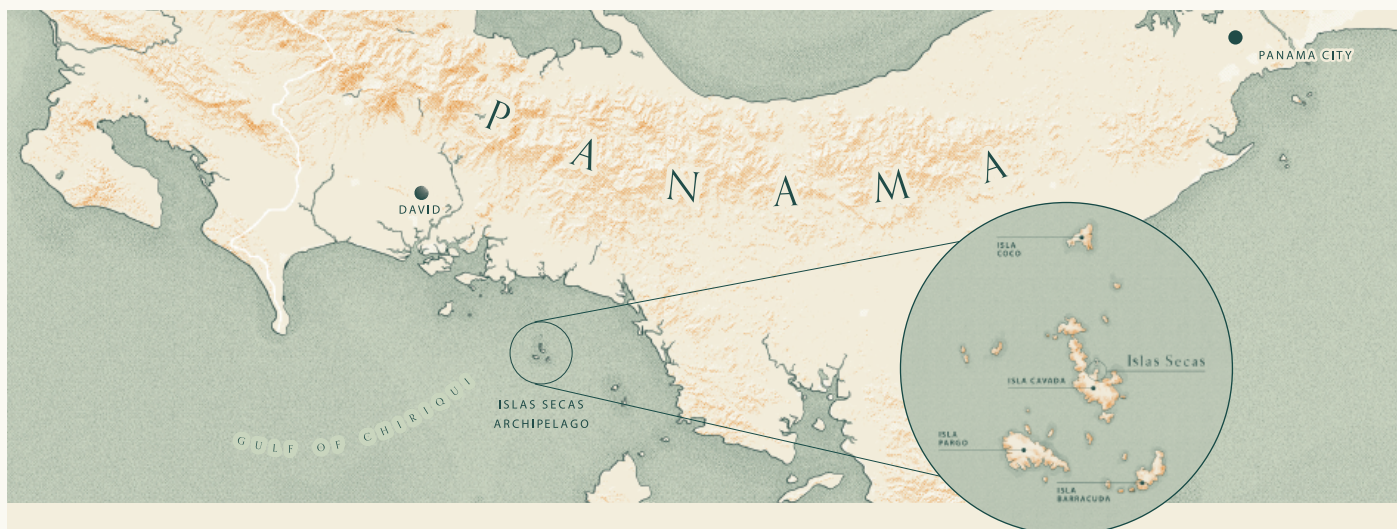 PANAMA CITY
PANAMA
DAVID
ISLAS SECAS
ARCHIPELAGO
GULF OF CHIRIQUI
ISLA
COCO
Islas Secas
ISLA CAVADA
ISLA
PARGO
ISLA
BARRACUDA